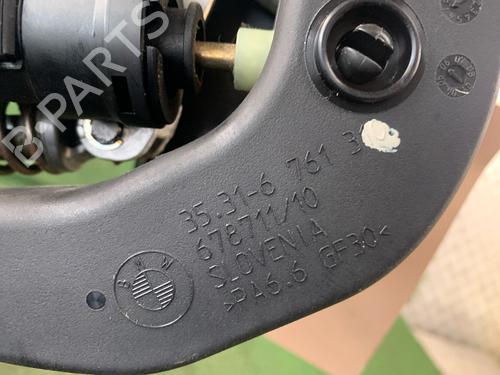 B-PARTS
35.31-6 761 3
678711/10
SLOVENIA
>PA6.6 GF30<
BMW